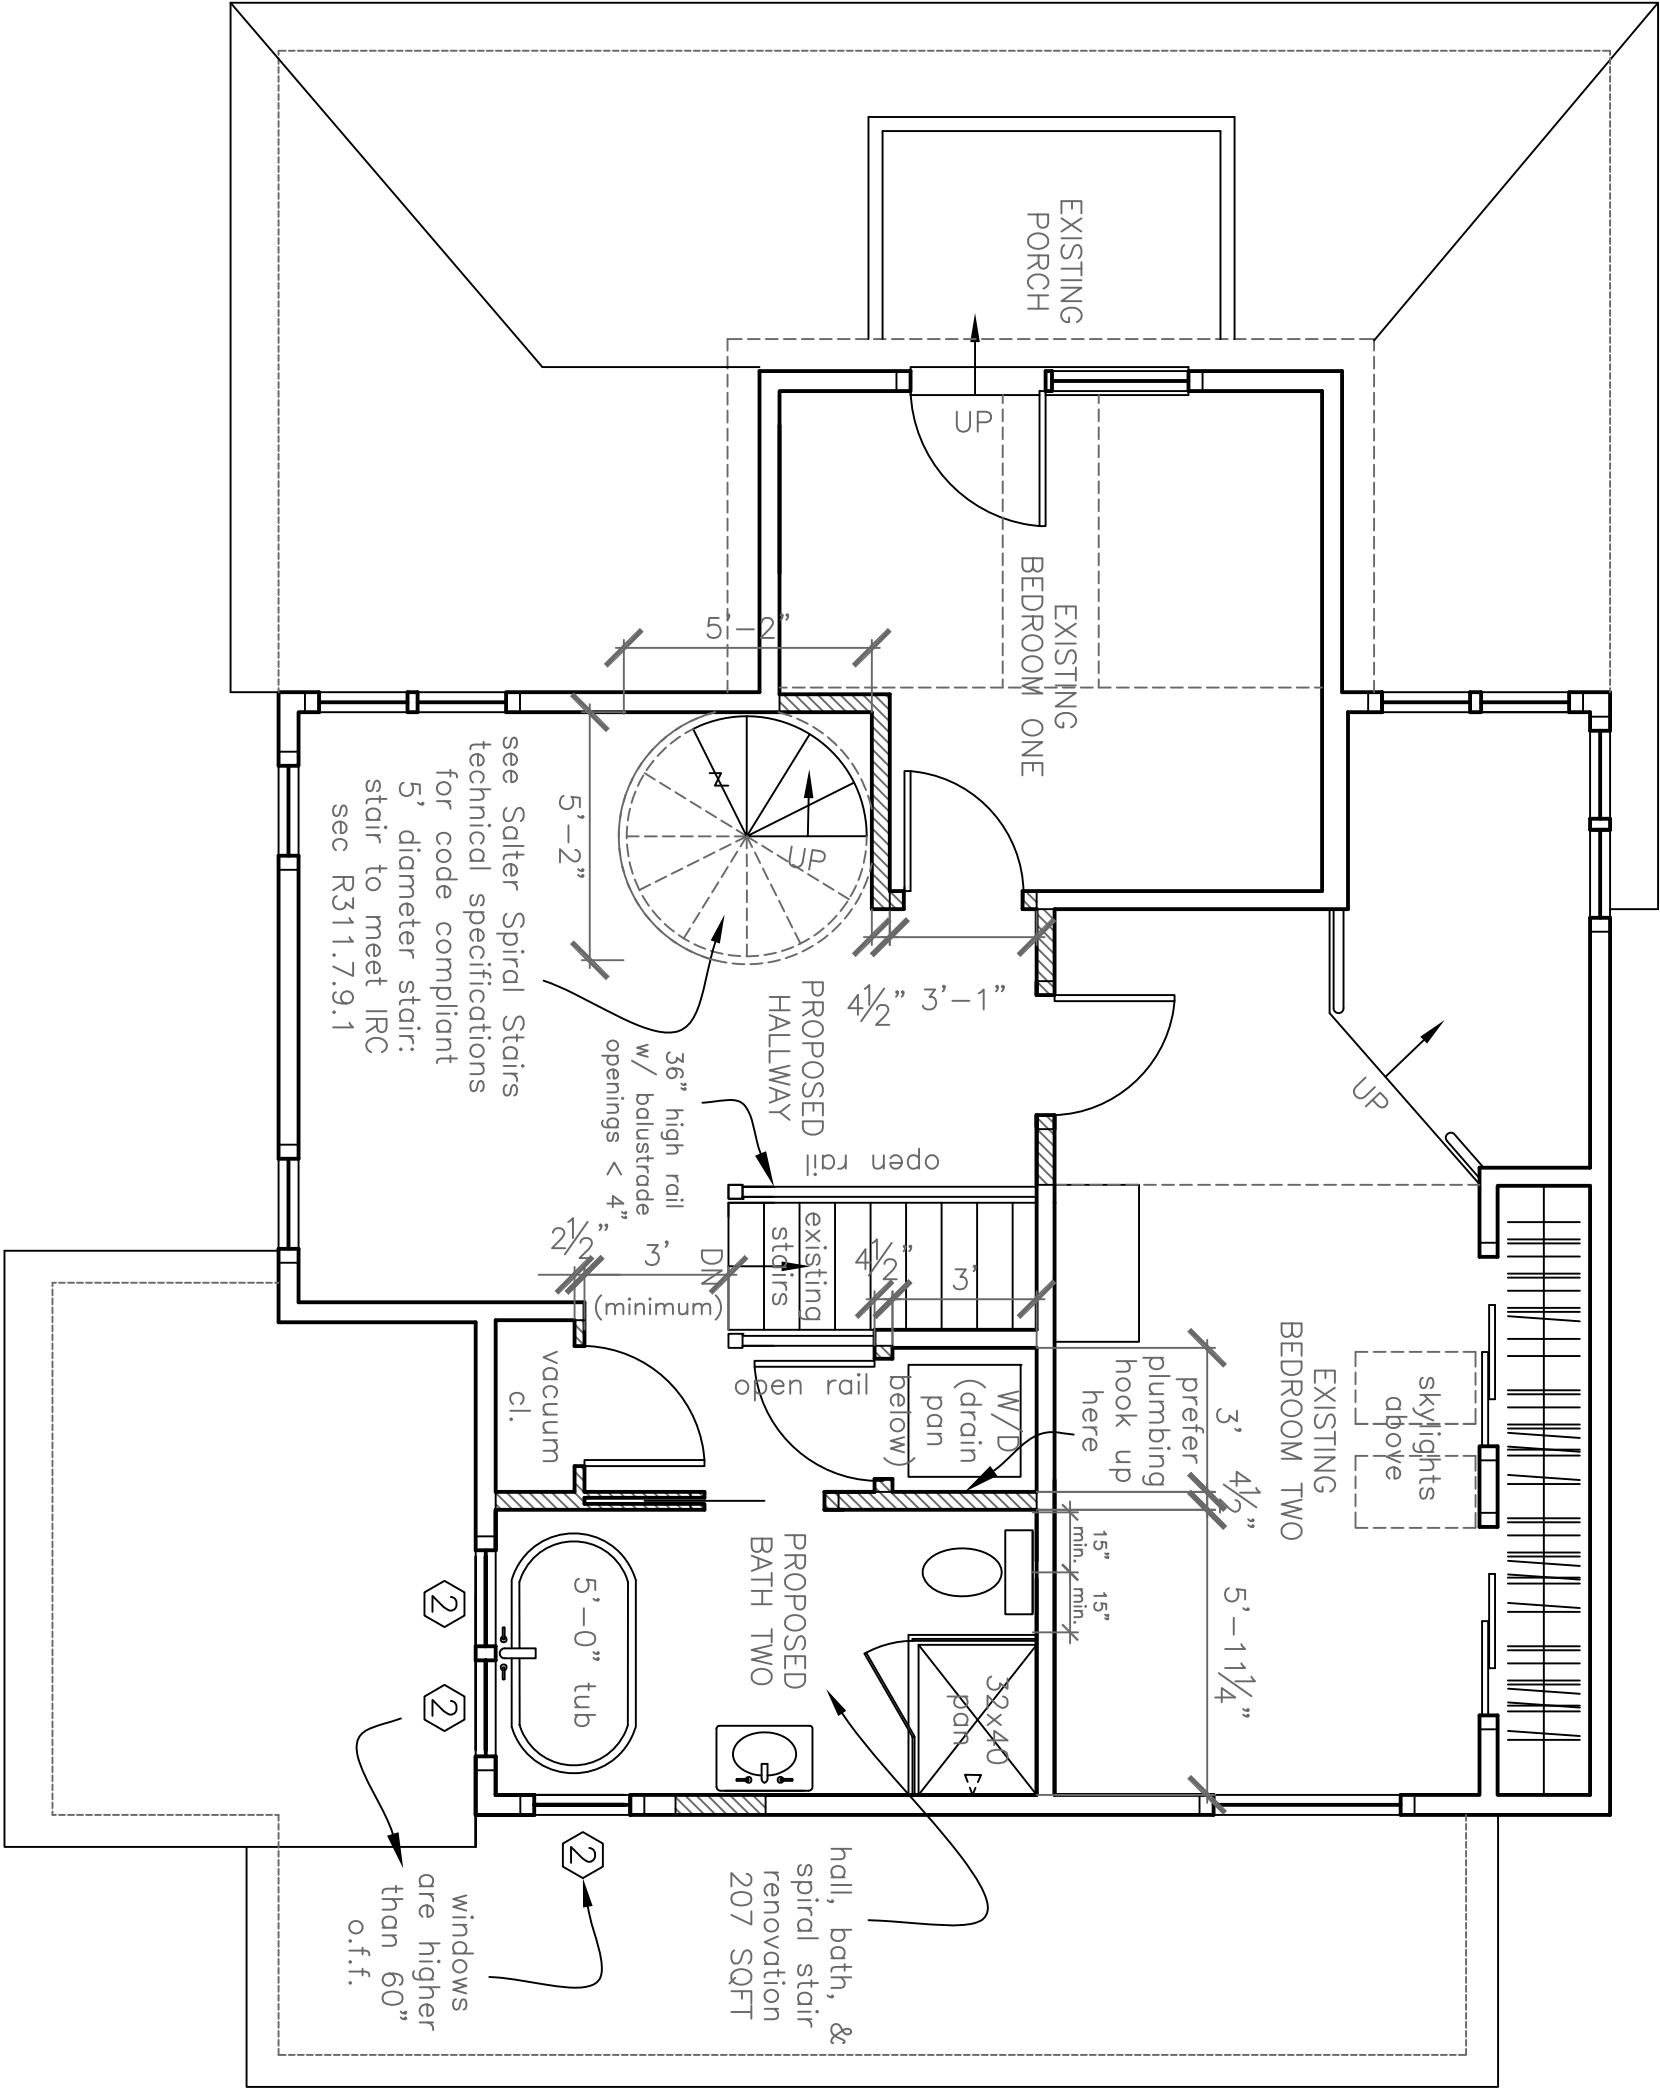 EXISTING
PORCH
UP
EXISTING
BEDROOM ONE
5'-2"
5'-2"
UP
see Salter Spiral Stairs
technical specifications
for code compliant
5' diameter stair:
stair to meet IRC
sec R311.7.9.1
4½" 3'-1"
PROPOSED
HALLWAY
36" high rail
w/ balustrade
openings < 4"
open rail
UP
existing
stairs
DN
4½"
3'
2½"
3'
(minimum)
open rail
vacuum
cl.
W/D
(drain
pan
below)
prefer
plumbing
hook up
here
3'
4½"
5'-1¼"
EXISTING
BEDROOM TWO
skylights
above
15"
min.
15"
min.
PROPOSED
BATH TWO
5'-0" tub
32x40
pan
2
2
2
hall, bath, &
spiral stair
renovation
207 SQFT
windows
are higher
than 60"
o.f.f.